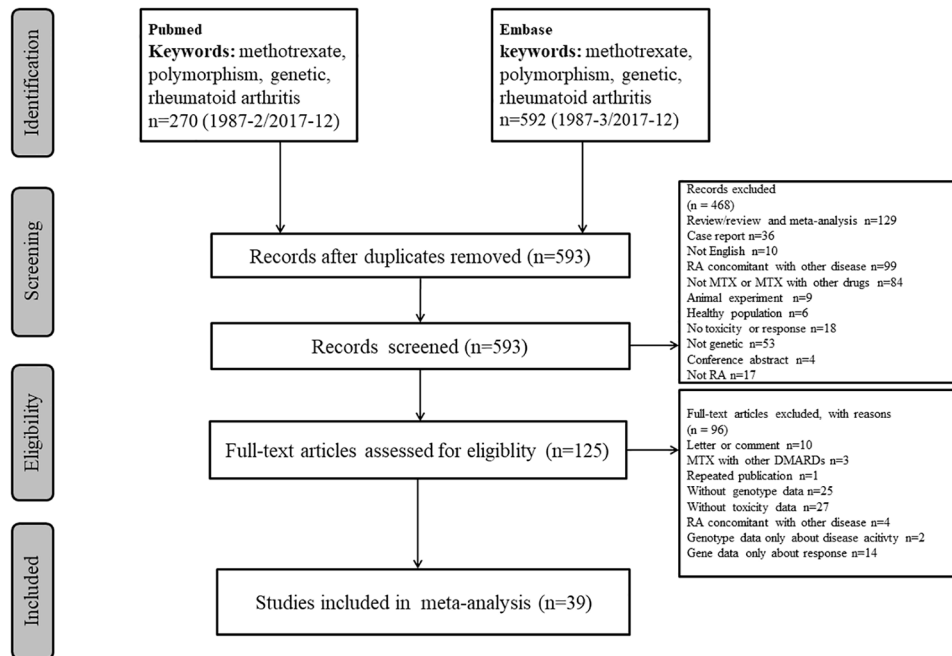 Identification
Pubmed
Keywords: methotrexate,
polymorphism, genetic,
rheumatoid arthritis
n=270 (1987-2/2017-12)
Embase
keywords: methotrexate,
polymorphism, genetic,
rheumatoid arthritis
n=592 (1987-3/2017-12)
Screening
Records after duplicates removed (n=593)
Records screened (n=593)
Records excluded
(n = 468)
Review/review and meta-analysis n=129
Case report n=36
Not English n=10
RA concomitant with other disease n=99
Not MTX or MTX with other drugs n=84
Animal experiment n=9
Healthy population n=6
No toxicity or response n=18
Not genetic n=53
Conference abstract n=4
Not RA n=17
Eligibility
Full-text articles assessed for eligiblity (n=125)
Full-text articles excluded, with reasons
(n = 96)
Letter or comment n=10
MTX with other DMARDs n=3
Repeated publication n=1
Without genotype data n=25
Without toxicity data n=27
RA concomitant with other disease n=4
Genotype data only about disease acitivty n=2
Gene data only about response n=14
Included
Studies included in meta-analysis (n=39)